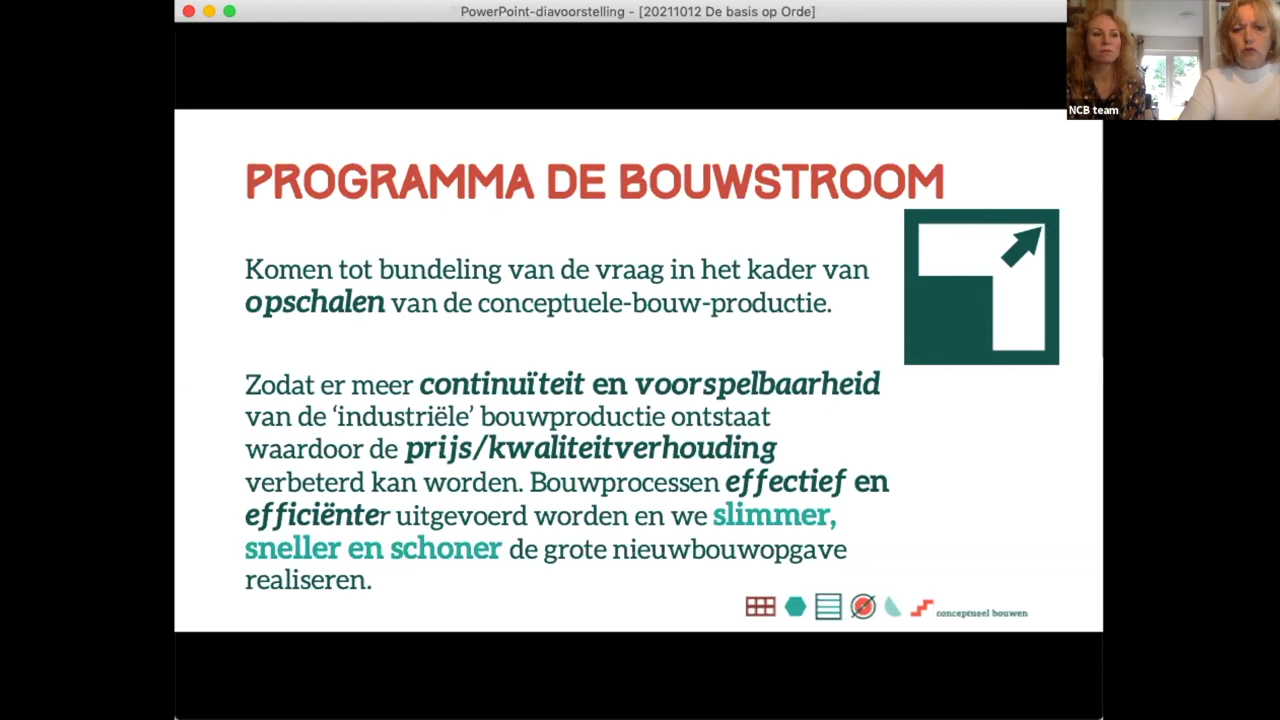 PowerPoint-diavoorstelling - [20211012 De basis op Orde]
NCB team
PROGRAMMA DE BOUWSTROOM
Komen tot bundeling van de vraag in het kader van
opschalen van de conceptuele-bouw-productie.
Zodat er meer continuïteit en voorspelbaarheid
van de ‘industriële’ bouwproductie ontstaat
waardoor de prijs/kwaliteitverhouding
verbeterd kan worden. Bouwprocessen effectief en
efficiënter uitgevoerd worden en we slimmer,
sneller en schoner de grote nieuwbouwopgave
realiseren.
conceptueel bouwen